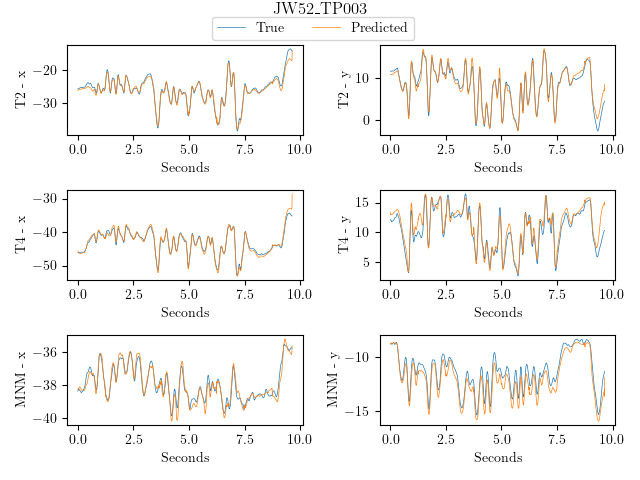 JW52_TP003
True Predicted
T2 - x
−20
−30
0.0 2.5 5.0 7.5 10.0
Seconds
T2 - y
10
0
0.0 2.5 5.0 7.5 10.0
Seconds
T4 - x
−30
−40
−50
0.0 2.5 5.0 7.5 10.0
Seconds
T4 - y
15
10
5
0.0 2.5 5.0 7.5 10.0
Seconds
MNM - x
−36
−38
−40
0.0 2.5 5.0 7.5 10.0
Seconds
MNM - y
−10
−15
0.0 2.5 5.0 7.5 10.0
Seconds